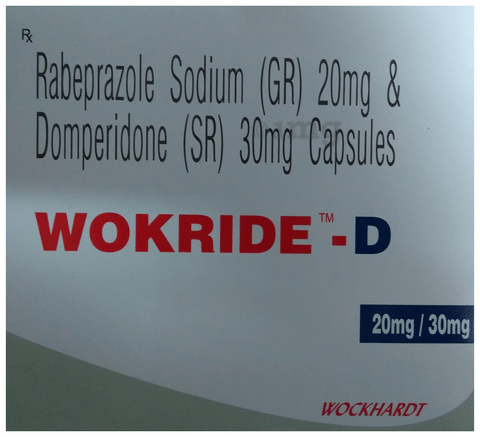 Rx
Rabeprazole Sodium (GR) 20mg &
Domperidone (SR) 30mg Capsules
WOKRIDE™-D
20mg / 30mg
WOCKHARDT